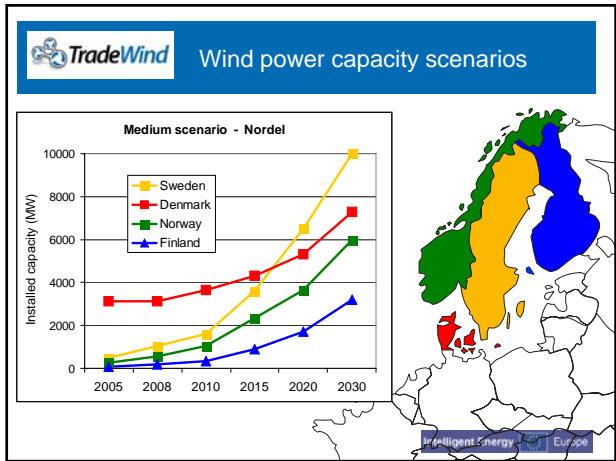 TradeWind
Wind power capacity scenarios
Medium scenario - Nordel
Installed capacity (MW)
10000
8000
6000
4000
2000
0
Sweden
Denmark
Norway
Finland
2005 2008 2010 2015 2020 2030
Intelligent Energy Europe